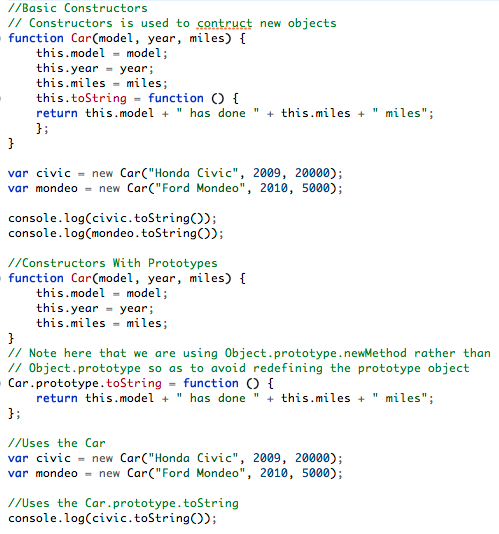 //Basic Constructors
// Constructors is used to contruct new objects
function Car(model, year, miles) {
    this.model = model;
    this.year = year;
    this.miles = miles;
    this.toString = function () {
    return this.model + " has done " + this.miles + " miles";
    };
}

var civic = new Car("Honda Civic", 2009, 20000);
var mondeo = new Car("Ford Mondeo", 2010, 5000);

console.log(civic.toString());
console.log(mondeo.toString());

//Constructors With Prototypes
function Car(model, year, miles) {
    this.model = model;
    this.year = year;
    this.miles = miles;
}
// Note here that we are using Object.prototype.newMethod rather than
// Object.prototype so as to avoid redefining the prototype object
Car.prototype.toString = function () {
    return this.model + " has done " + this.miles + " miles";
};

//Uses the Car
var civic = new Car("Honda Civic", 2009, 20000);
var mondeo = new Car("Ford Mondeo", 2010, 5000);

//Uses the Car.prototype.toString
console.log(civic.toString());